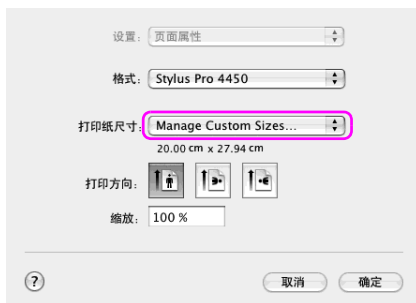 设置： 页面属性
格式： Stylus Pro 4450
打印纸尺寸： Manage Custom Sizes...
20.00 cm x 27.94 cm
打印方向：
缩放： 100 %
? 取消 确定